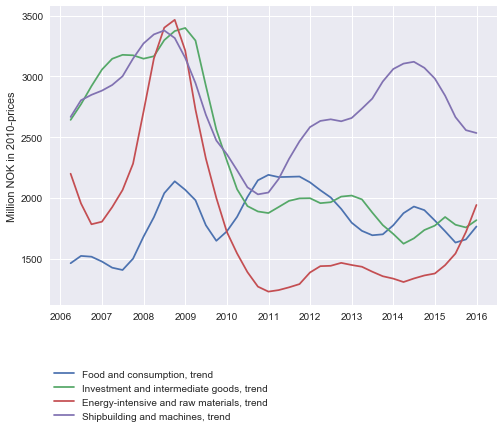 3500
3000
2500
2000
1500
Million NOK in 2010-prices
2006 2007 2008 2009 2010 2011 2012 2013 2014 2015 2016
Food and consumption, trend
Investment and intermediate goods, trend
Energy-intensive and raw materials, trend
Shipbuilding and machines, trend